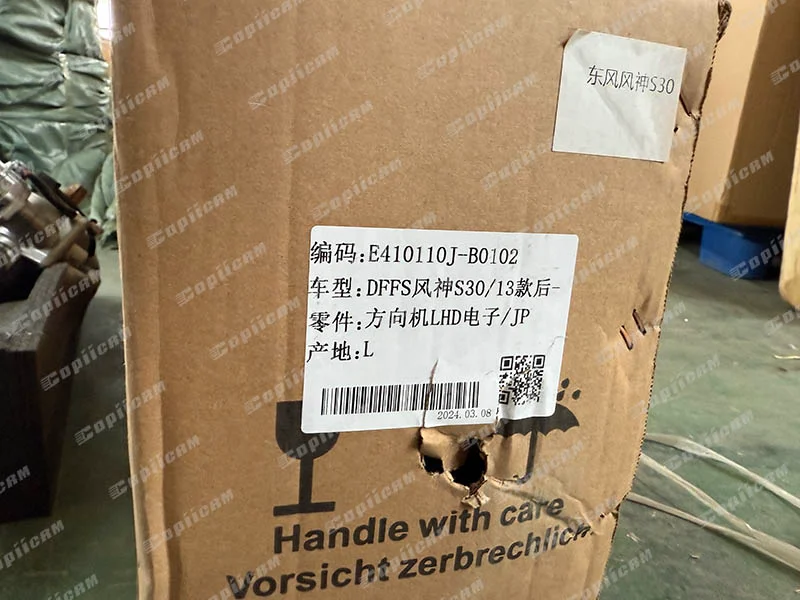 东风风神S30
编码:E410110J-B0102
车型:DFFS风神S30/13款后-
零件:方向机LHD电子/JP
产地:L
2024.03.08
Handle with care
Vorsicht zerbrechlich
CopiiCAM